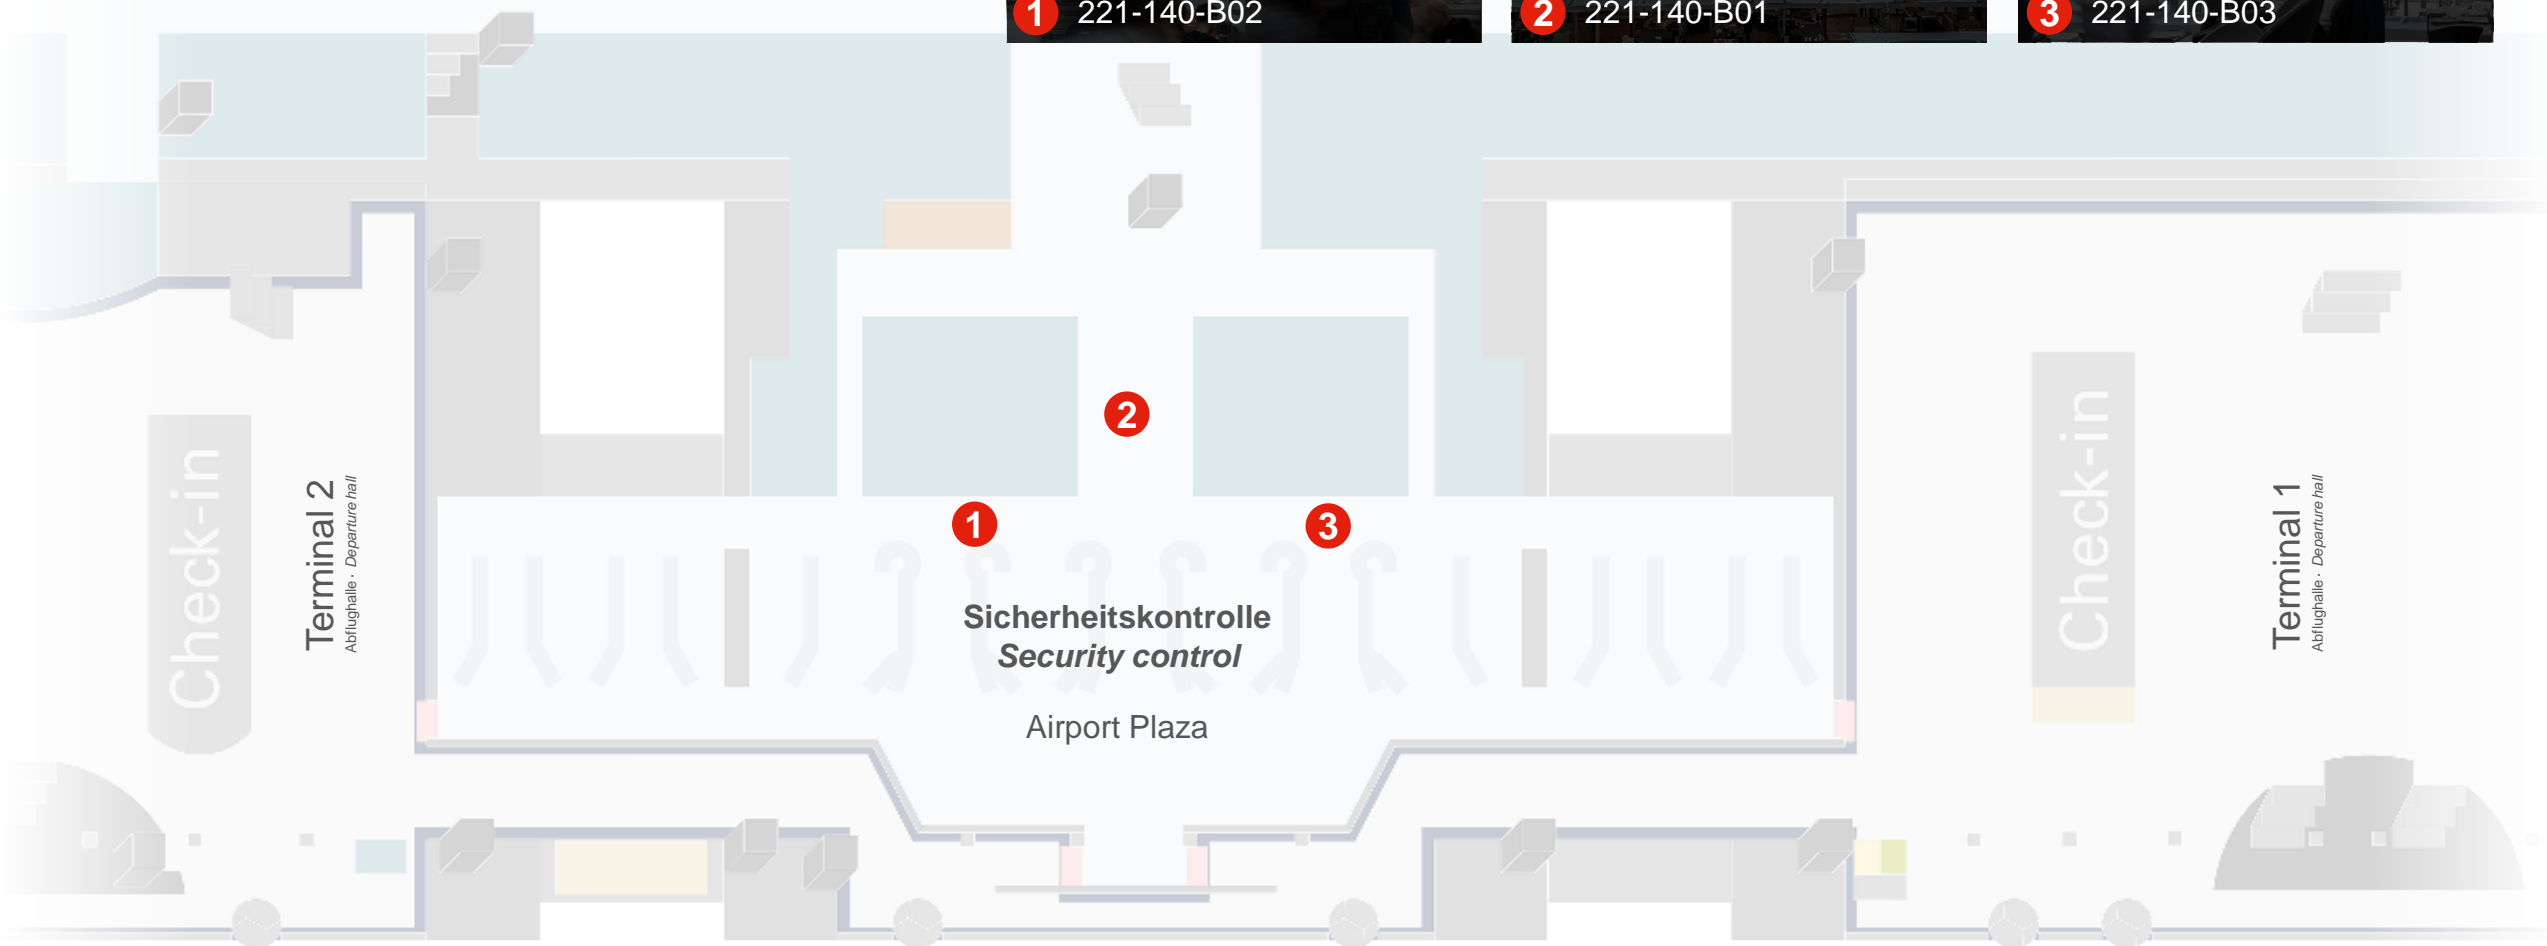 1 221-140-B02
2 221-140-B01
3 221-140-B03
2
1
3
Check-in
Terminal 2
Abflughalle · Departure hall
Sicherheitskontrolle
Security control
Airport Plaza
Check-in
Terminal 1
Abflughalle · Departure hall